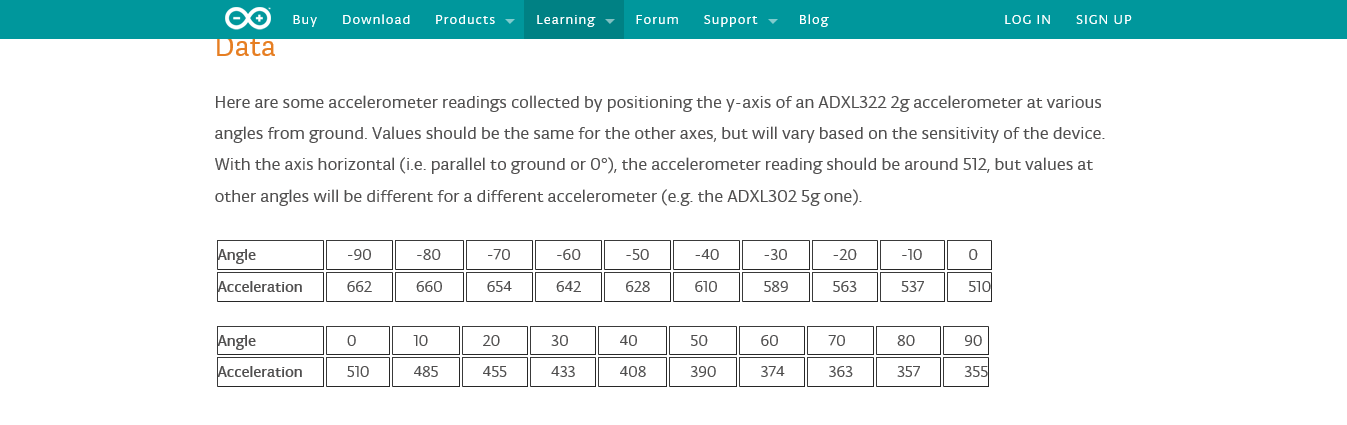 Buy Download Products Learning Forum Support Blog LOG IN SIGN UP
Data
Here are some accelerometer readings collected by positioning the y-axis of an ADXL322 2g accelerometer at various
angles from ground. Values should be the same for the other axes, but will vary based on the sensitivity of the device.
With the axis horizontal (i.e. parallel to ground or 0°), the accelerometer reading should be around 512, but values at
other angles will be different for a different accelerometer (e.g. the ADXL302 5g one).
Angle -90 -80 -70 -60 -50 -40 -30 -20 -10 0
Acceleration 662 660 654 642 628 610 589 563 537 510
Angle 0 10 20 30 40 50 60 70 80 90
Acceleration 510 485 455 433 408 390 374 363 357 355